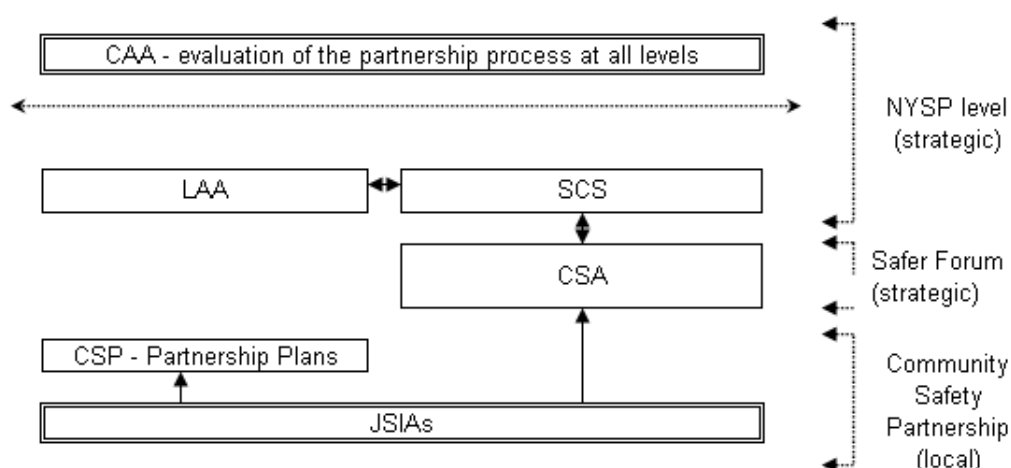 CAA - evaluation of the partnership process at all levels
NYSP level
(strategic)
LAA
SCS
CSA
Safer Forum
(strategic)
CSP - Partnership Plans
JSIAs
Community
Safety
Partnership
(local)